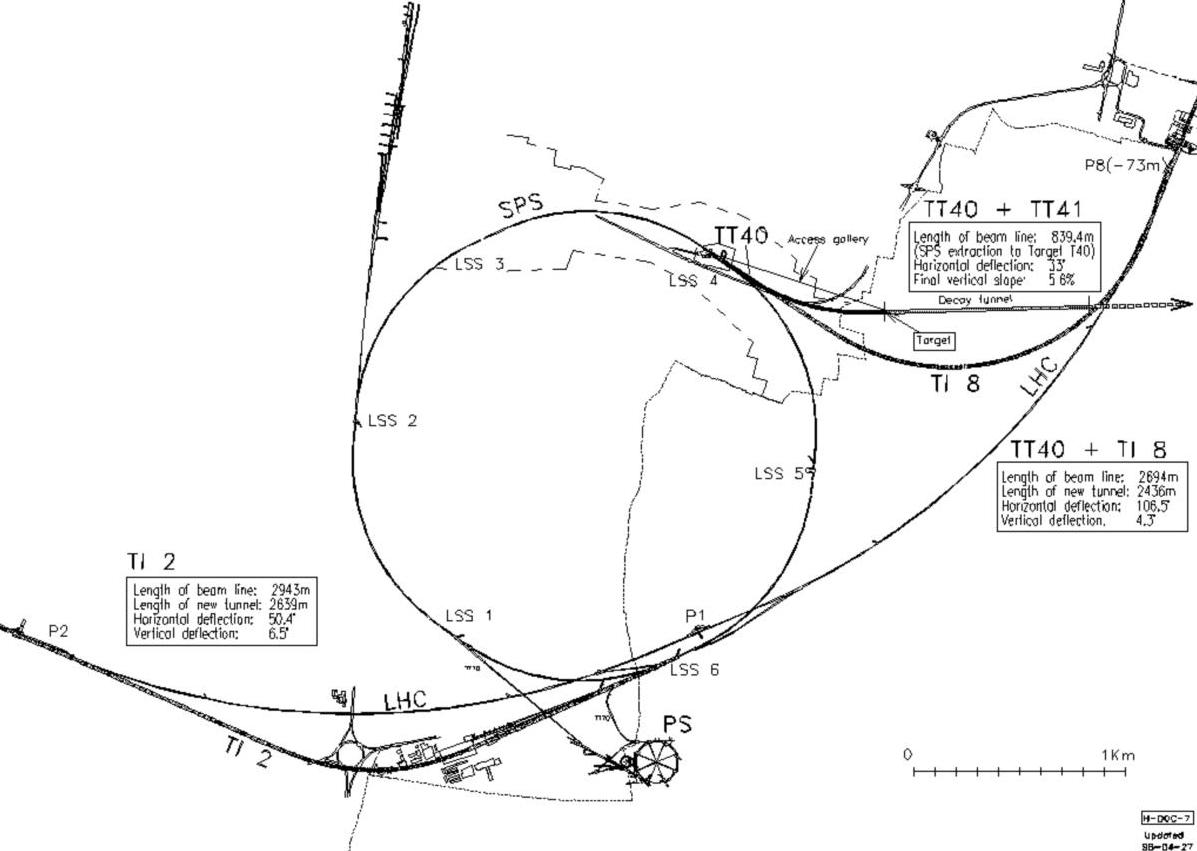 P8(-73m)
SPS
TT40 + TT41
Length of beam line: 839.4m
(SPS extraction to Target T40)
Horizontal deflection: 33°
Final vertical slope: 5.6%
TT40
Access gallery
LSS 3
LSS 4
Decay tunnel
Target
TI 8
LHC
LSS 2
TT40 + TI 8
Length of beam line: 2694m
Length of new tunnel: 2436m
Horizontal deflection: 106.5°
Vertical deflection. 4.3°
LSS 5
TI 2
Length of beam line: 2943m
Length of new tunnel: 2639m
Horizontal deflection: 50.4°
Vertical deflection: 6.5°
LSS 1
P1
P2
LSS 6
LHC
TT10
TT70
PS
TI 2
0 1Km
H-DOC-7
Updated
98-04-27